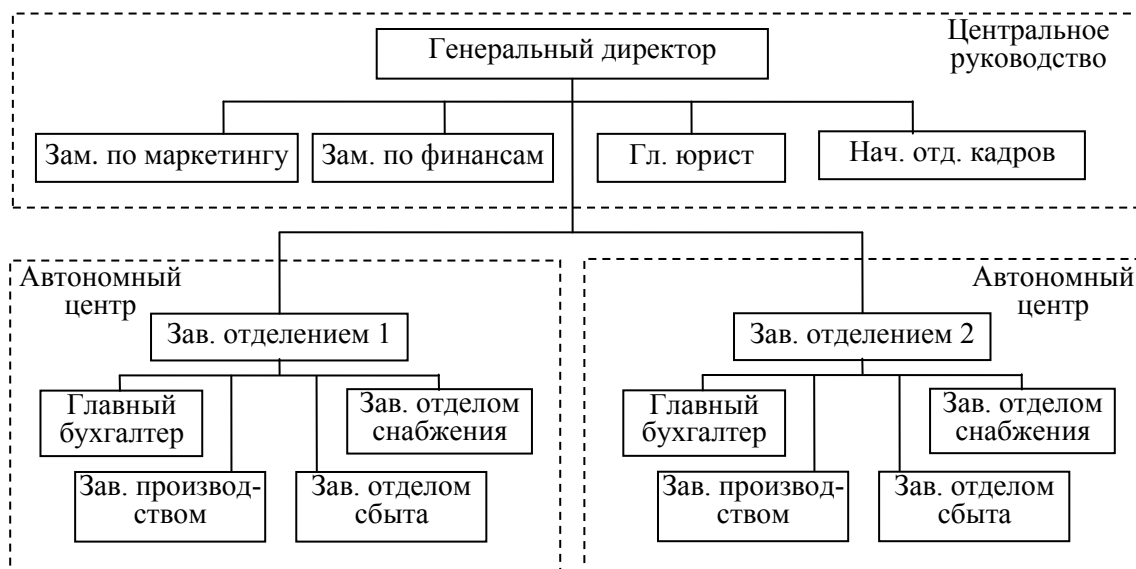 Центральное
руководство
Генеральный директор
Зам. по маркетингу
Зам. по финансам
Гл. юрист
Нач. отд. кадров
Автономный
центр
Зав. отделением 1
Главный
бухгалтер
Зав. отделом
снабжения
Зав. производ-
ством
Зав. отделом
сбыта
Автономный
центр
Зав. отделением 2
Главный
бухгалтер
Зав. отделом
снабжения
Зав. производ-
ством
Зав. отделом
сбыта